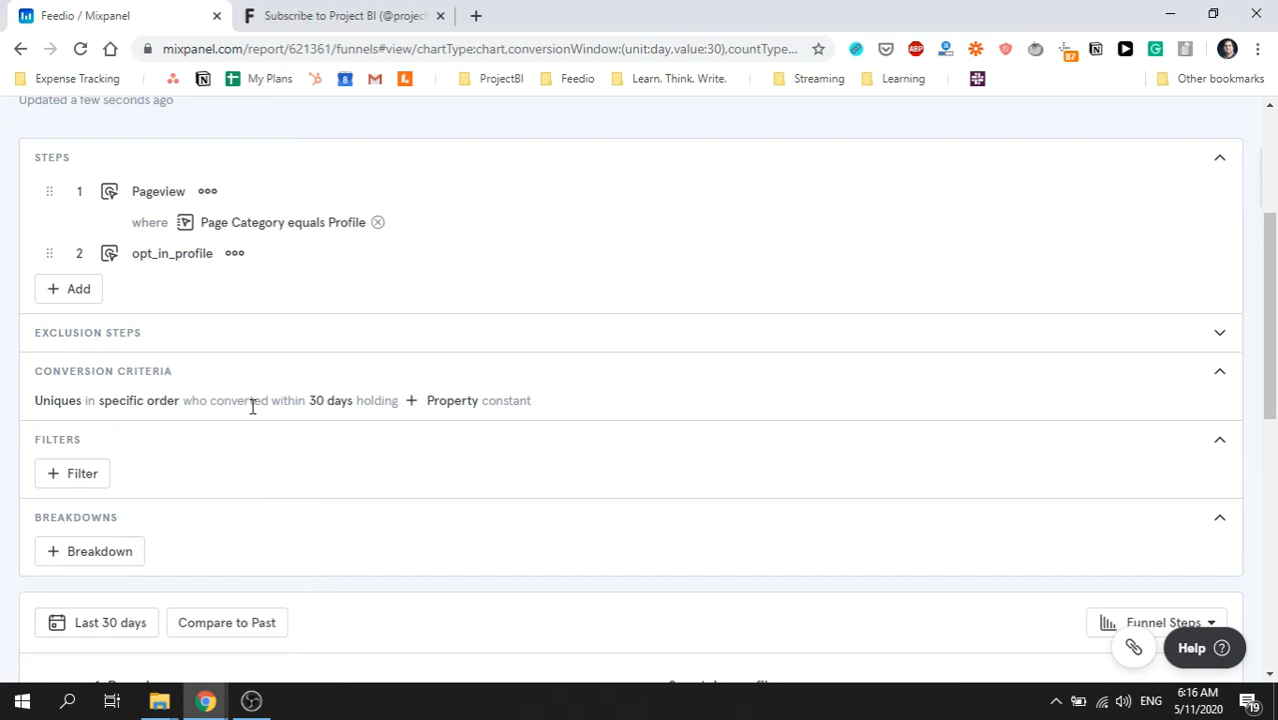 Feedio / Mixpanel
Subscribe to Project BI (@project
mixpanel.com/report/621361/funnels#view/chartType:chart,conversionWindow:(unit:day,value:30),countType...
ABP
87
Expense Tracking
My Plans
ProjectBI
Feedio
Learn. Think. Write.
Streaming
Learning
Other bookmarks
Updated a few seconds ago
STEPS
1 Pageview
where Page Category equals Profile
2 opt_in_profile
+ Add
EXCLUSION STEPS
CONVERSION CRITERIA
Uniques in specific order who converted within 30 days holding + Property constant
FILTERS
+ Filter
BREAKDOWNS
+ Breakdown
Last 30 days
Compare to Past
Funnel Steps
Help
ENG
6:16 AM
5/11/2020
19